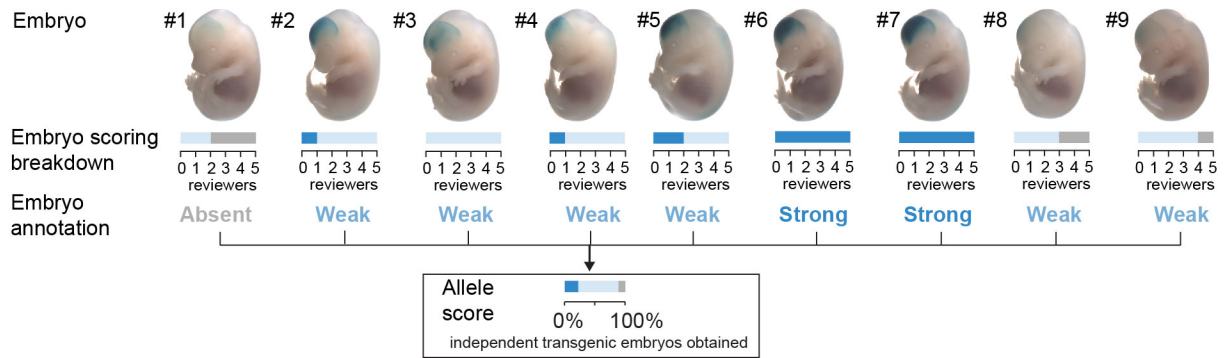 Embryo #1 #2 #3 #4 #5 #6 #7 #8 #9
Embryo scoring
breakdown
0 1 2 3 4 5 0 1 2 3 4 5 0 1 2 3 4 5 0 1 2 3 4 5 0 1 2 3 4 5 0 1 2 3 4 5 0 1 2 3 4 5 0 1 2 3 4 5 0 1 2 3 4 5
reviewers reviewers reviewers reviewers reviewers reviewers reviewers reviewers reviewers
Embryo
annotation
Absent Weak Weak Weak Weak Strong Strong Weak Weak
Allele
score
0% 100%
independent transgenic embryos obtained